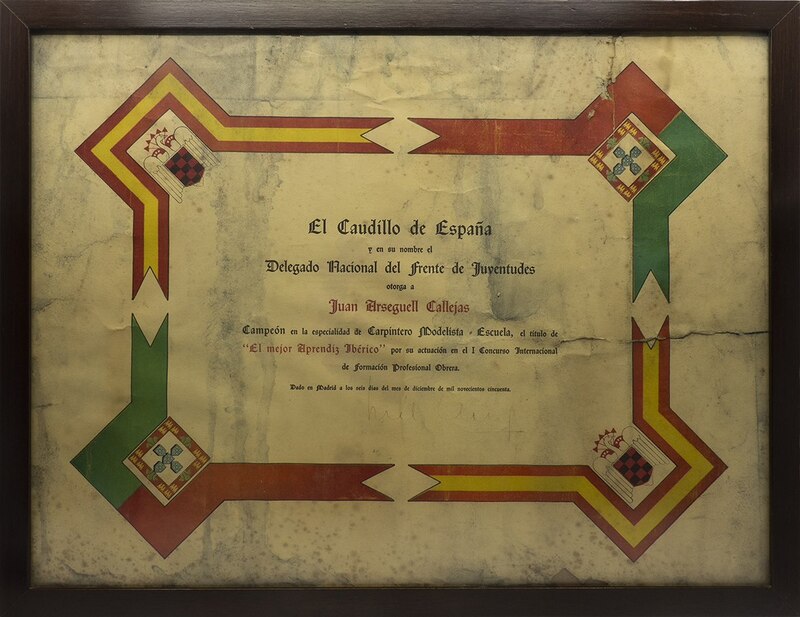 El Caudillo de España
y en su nombre el
Delegado Nacional del Frente de Juventudes
otorga a
Juan Arseguell Callejas
Campeón en la especialidad de Carpintero Modelista - Escuela, el título de
“El mejor Aprendiz Ibérico” por su actuación en el I Concurso Internacional
de Formación Profesional Obrera.
Dado en Madrid a los seis días del mes de diciembre de mil novecientos cincuenta.